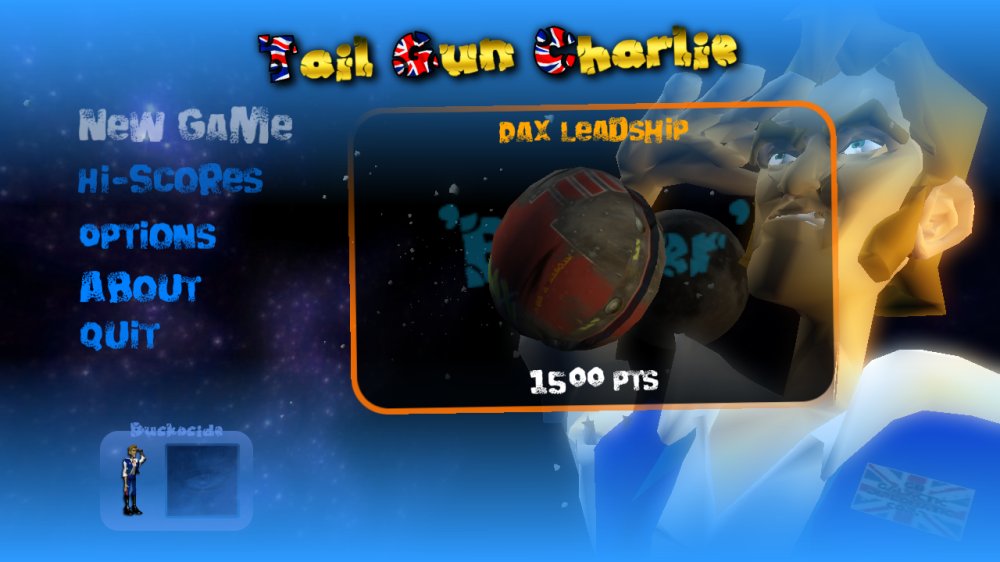 Tail Gun Charlie
New Game
Hi-Scores
Options
About
Quit
Dax Leadship
1500 pts
Buckocide